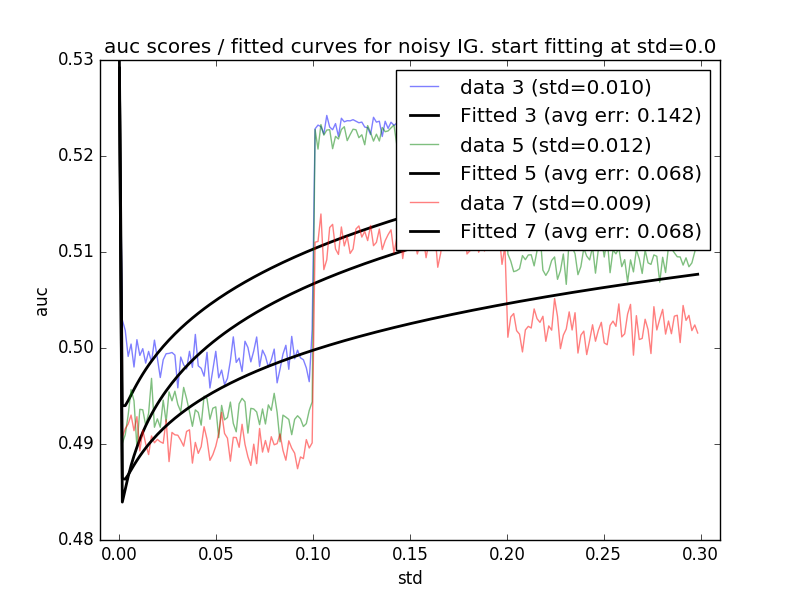 auc scores / fitted curves for noisy IG. start fitting at std=0.0
0.53
0.52
0.51
0.50
0.49
0.48
auc
data 3 (std=0.010)
Fitted 3 (avg err: 0.142)
data 5 (std=0.012)
Fitted 5 (avg err: 0.068)
data 7 (std=0.009)
Fitted 7 (avg err: 0.068)
0.00 0.05 0.10 0.15 0.20 0.25 0.30
std